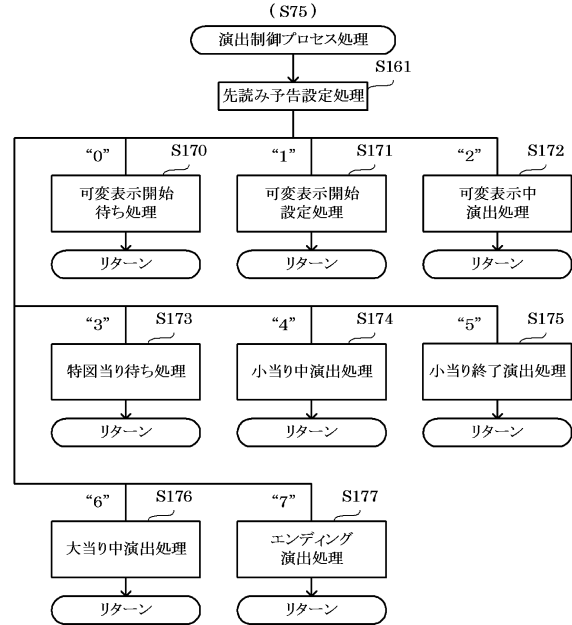 (S75)
演出制御プロセス処理
S161
先読み予告設定処理
“0”
S170
“1”
S171
“2”
S172
可変表示開始
待ち処理
可変表示開始
設定処理
可変表示中
演出処理
リターン
リターン
リターン
“3”
S173
“4”
S174
“5”
S175
特図当り待ち処理
小当り中演出処理
小当り終了演出処理
リターン
リターン
リターン
“6”
S176
“7”
S177
大当り中演出処理
エンディング
演出処理
リターン
リターン